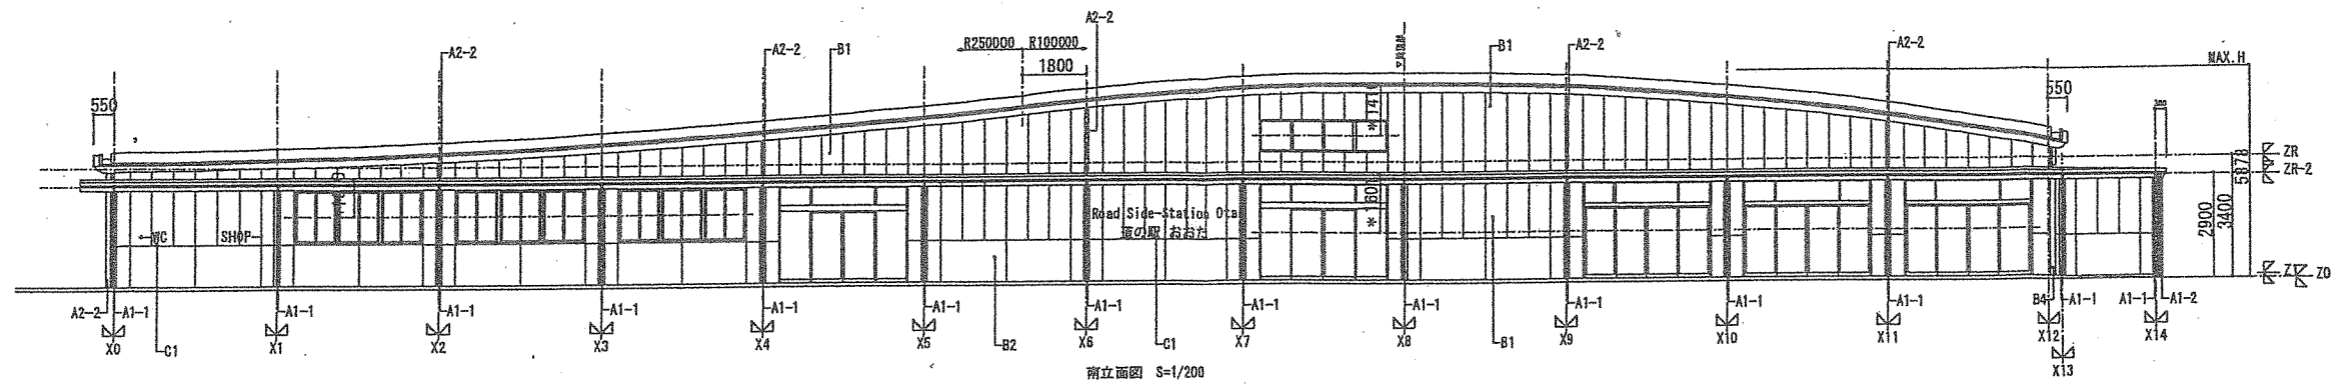 A2-2
R250000 R100000
1800
A2-2
A2-2
B1
B1
A2-2
A2-2
MAX.H
550
550
ZR
ZR-2
5878
3400
2900
Z0
←WC
SHOP→
Road Side-Station Ota
道の駅 おおた
A2-2
A1-1
A1-1
A1-1
A1-1
A1-1
A1-1
A1-1
A1-1
A1-1
A1-1
A1-1
A1-1
B4
A1-1
A1-1
A1-2
C1
B2
C1
B1
X0
X1
X2
X3
X4
X5
X6
X7
X8
X9
X10
X11
X12
X13
X14
南立面図 S=1/200